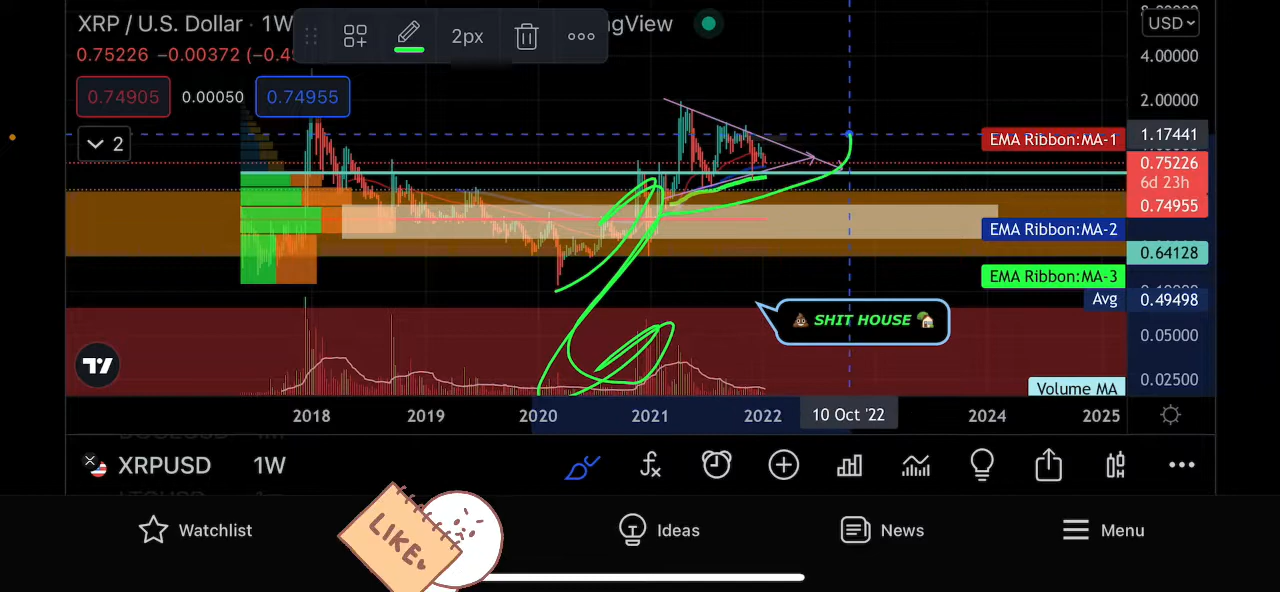 XRP / U.S. Dollar 1W
gView
USD
0.75226 −0.00372 (−0.4
2px
0.74905 0.00050 0.74955
2
4.00000
2.00000
EMA Ribbon:MA-1 1.17441
0.75226
6d 23h
0.74955
EMA Ribbon:MA-2
0.64128
EMA Ribbon:MA-3
Avg 0.49498
💩 SHIT HOUSE 🏡
0.05000
0.02500
Volume MA
2018 2019 2020 2021 2022 10 Oct '22 2024 2025
XRPUSD 1W
Watchlist
LIKE
Ideas
News
Menu